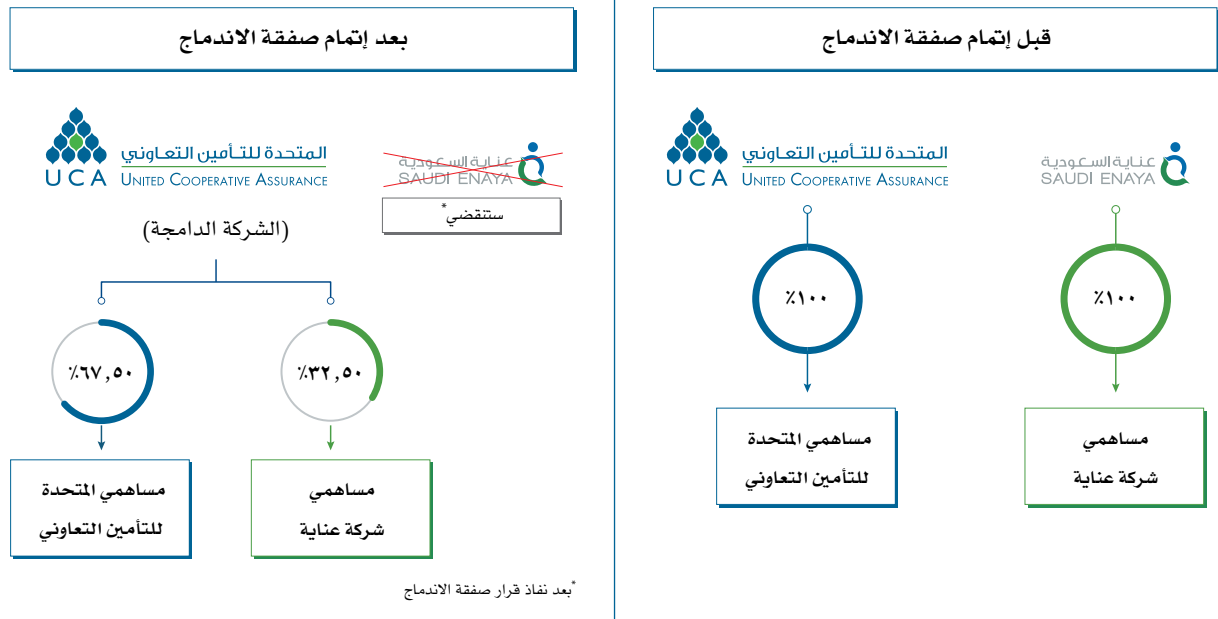 قبل إتمام صفقة الاندماج
عناية السعودية
SAUDI ENAYA
المتحدة للتأمين التعاوني
UCA UNITED COOPERATIVE ASSURANCE
٪١٠٠
٪١٠٠
مساهمي
شركة عناية
مساهمي المتحدة
للتأمين التعاوني
بعد إتمام صفقة الاندماج
عناية السعودية
SAUDI ENAYA
ستنقضي*
المتحدة للتأمين التعاوني
UCA UNITED COOPERATIVE ASSURANCE
(الشركة الدامجة)
٪٣٢,٥٠
٪٦٧,٥٠
مساهمي
شركة عناية
مساهمي المتحدة
للتأمين التعاوني
*بعد نفاذ قرار صفقة الاندماج